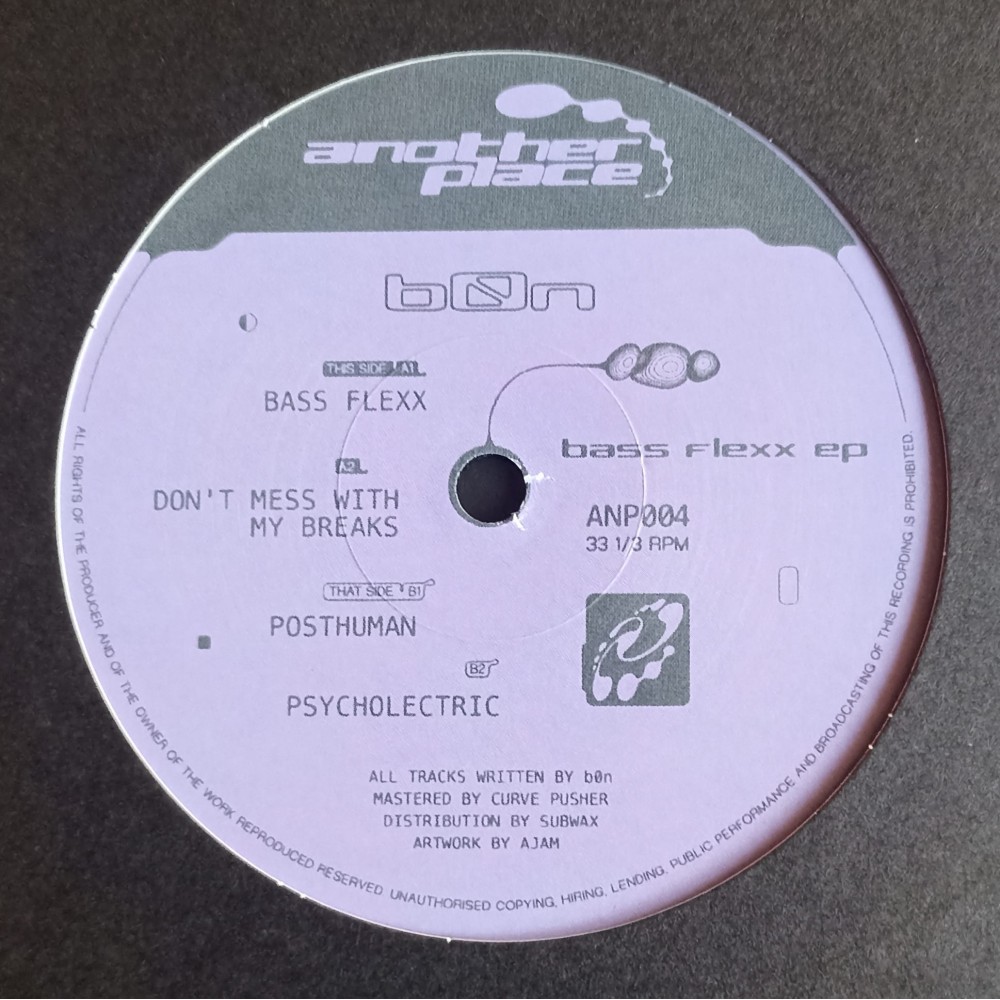 another
place
b0n
THIS SIDE A1
BASS FLEXX
bass flexx ep
A2
DON'T MESS WITH
MY BREAKS
ANP004
33 1/3 RPM
THAT SIDE B1
POSTHUMAN
B2
PSYCHOLECTRIC
ALL TRACKS WRITTEN BY b0n
MASTERED BY CURVE PUSHER
DISTRIBUTION BY SUBWAX
ARTWORK BY AJAM
ALL RIGHTS OF THE PRODUCER AND OF THE OWNER OF THE WORK REPRODUCED RESERVED. UNAUTHORISED COPYING, HIRING, LENDING, PUBLIC PERFORMANCE AND BROADCASTING OF THIS RECORDING IS PROHIBITED.